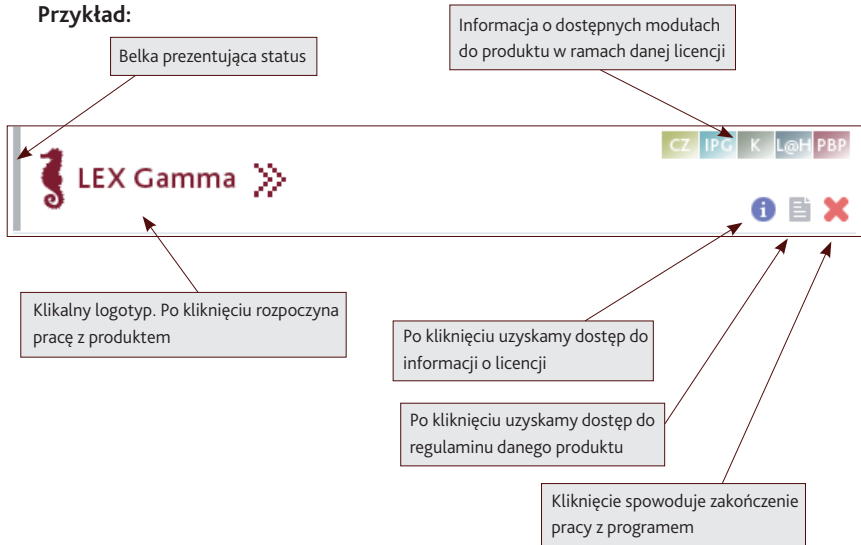 Przykład:
Informacja o dostępnych modułach
do produktu w ramach danej licencji
Belka prezentująca status
CZ IPG K L@H PBP
LEX Gamma
i
Klikalny logotyp. Po kliknięciu rozpoczyna
pracę z produktem
Po kliknięciu uzyskamy dostęp do
informacji o licencji
Po kliknięciu uzyskamy dostęp do
regulaminu danego produktu
Kliknięcie spowoduje zakończenie
pracy z programem